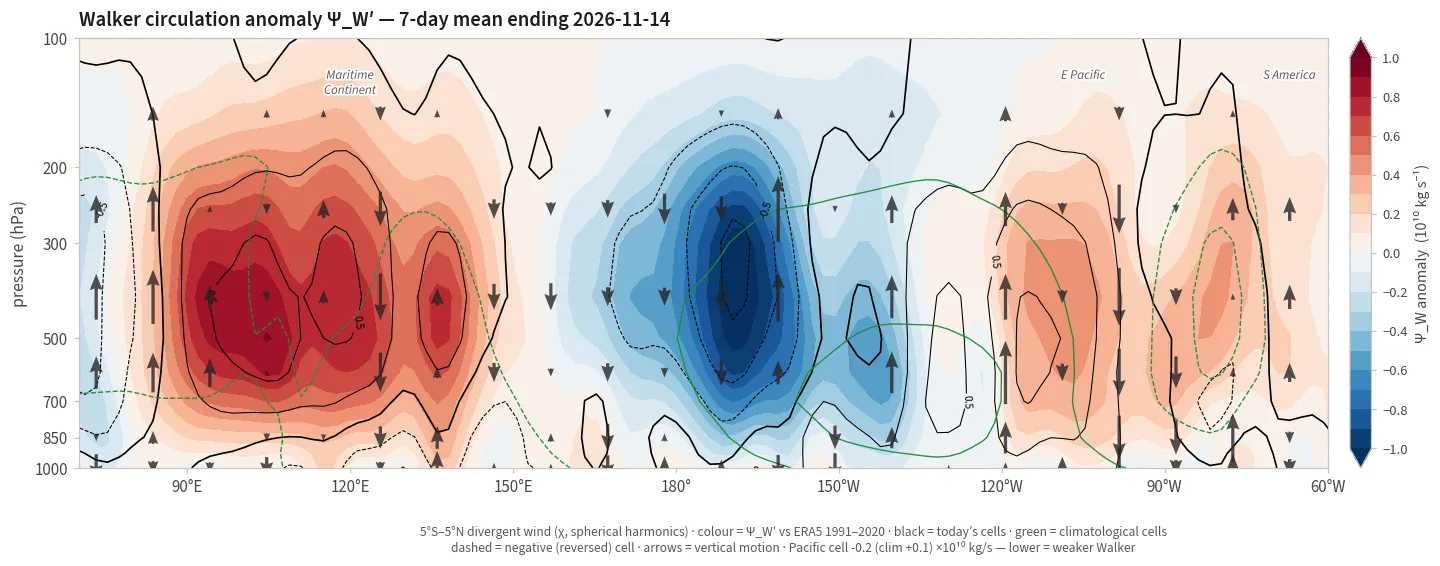 Walker circulation anomaly Ψ_W′ — 7-day mean ending 2026-11-14
100
200
300
400
500
700
850
1000
pressure (hPa)
Maritime
Continent
E Pacific
S America
0.5
0.5
0.5
0.5
0.5
90°E
120°E
150°E
180°
150°W
120°W
90°W
60°W
1.0
0.8
0.6
0.4
0.2
0.0
−0.2
−0.4
−0.6
−0.8
−1.0
Ψ_W anomaly (10¹⁰ kg s⁻¹)
5°S–5°N divergent wind (χ, spherical harmonics) · colour = Ψ_W′ vs ERA5 1991–2020 · black = today's cells · green = climatological cells
dashed = negative (reversed) cell · arrows = vertical motion · Pacific cell -0.2 (clim +0.1) ×10¹⁰ kg/s — lower = weaker Walker